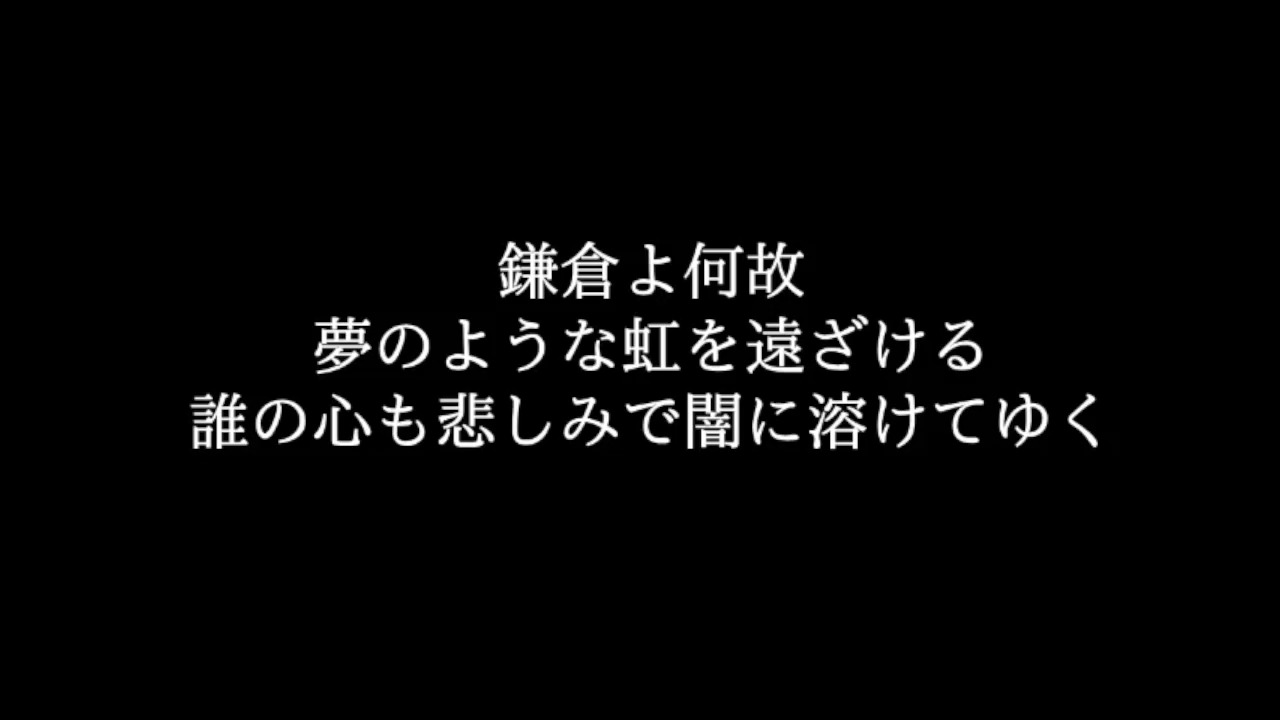 鎌倉よ何故
夢のような虹を遠ざける
誰の心も悲しみで闇に溶けてゆく